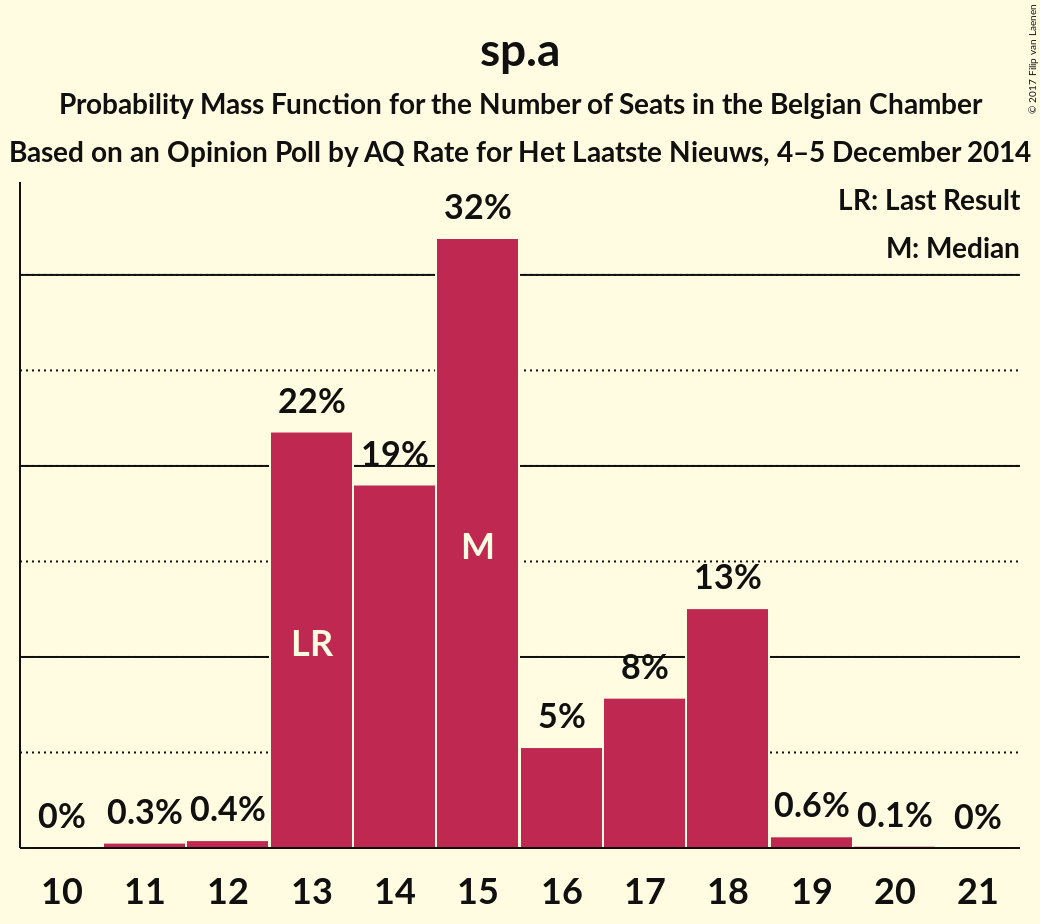 sp.a
Probability Mass Function for the Number of Seats in the Belgian Chamber
Based on an Opinion Poll by AQ Rate for Het Laatste Nieuws, 4–5 December 2014
© 2017 Filip van Laenen
LR: Last Result
M: Median
32%
22%
19%
M
13%
LR
8%
5%
0% 0.3% 0.4% 0.6% 0.1% 0%
10 11 12 13 14 15 16 17 18 19 20 21